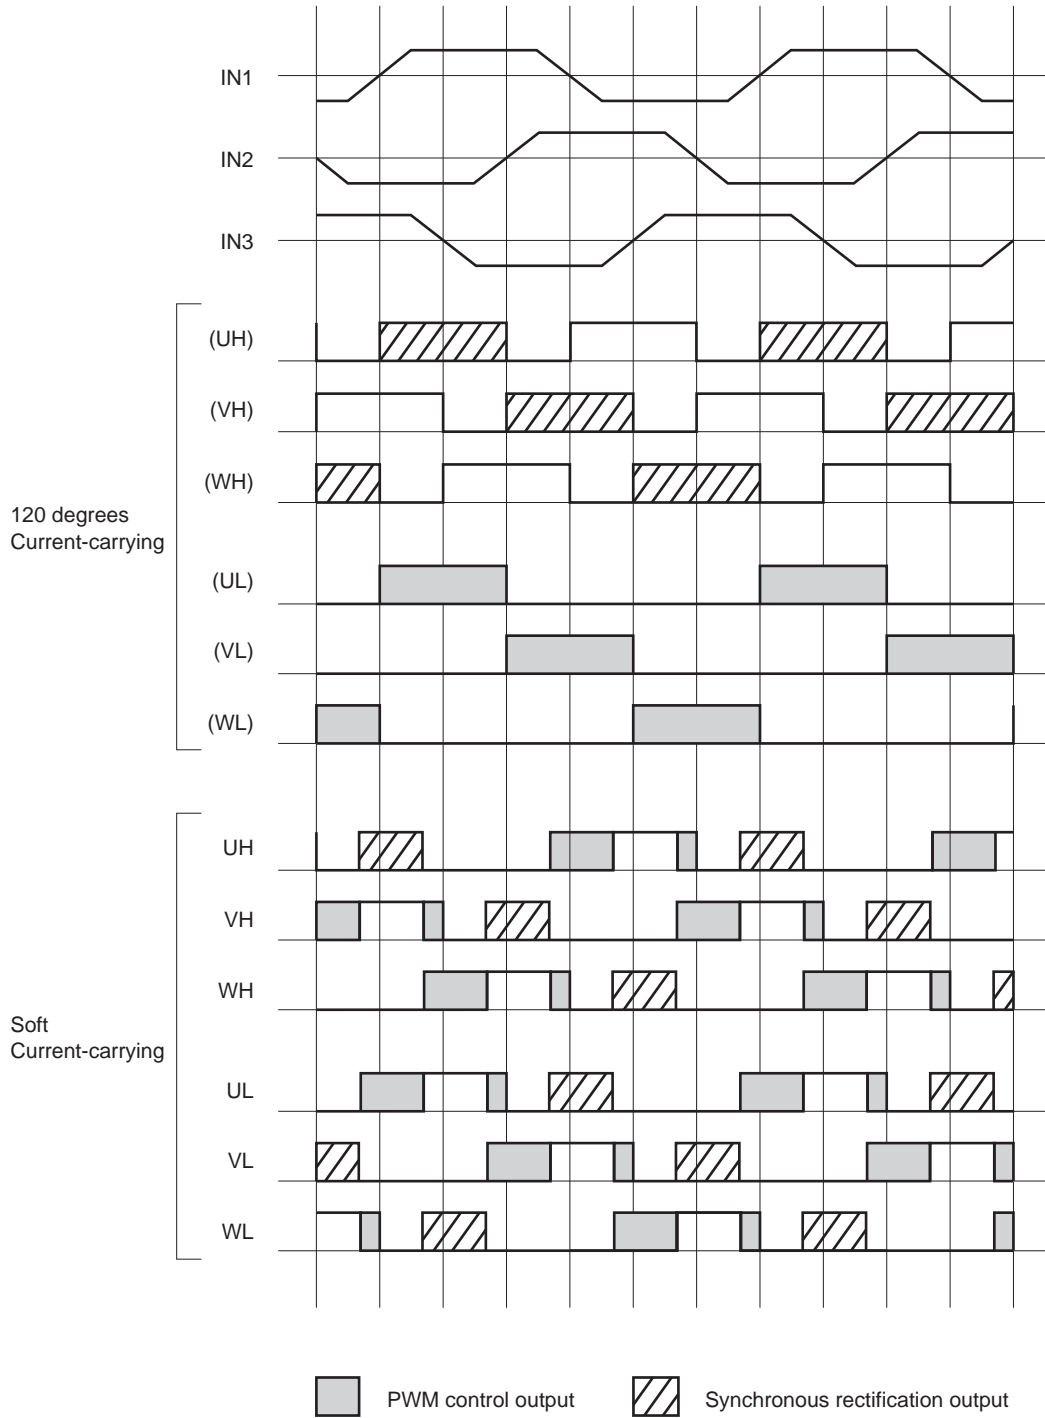 IN1
IN2
IN3
(UH)
(VH)
(WH)
120 degrees
Current-carrying
(UL)
(VL)
(WL)
UH
VH
WH
Soft
Current-carrying
UL
VL
WL
PWM control output
Synchronous rectification output